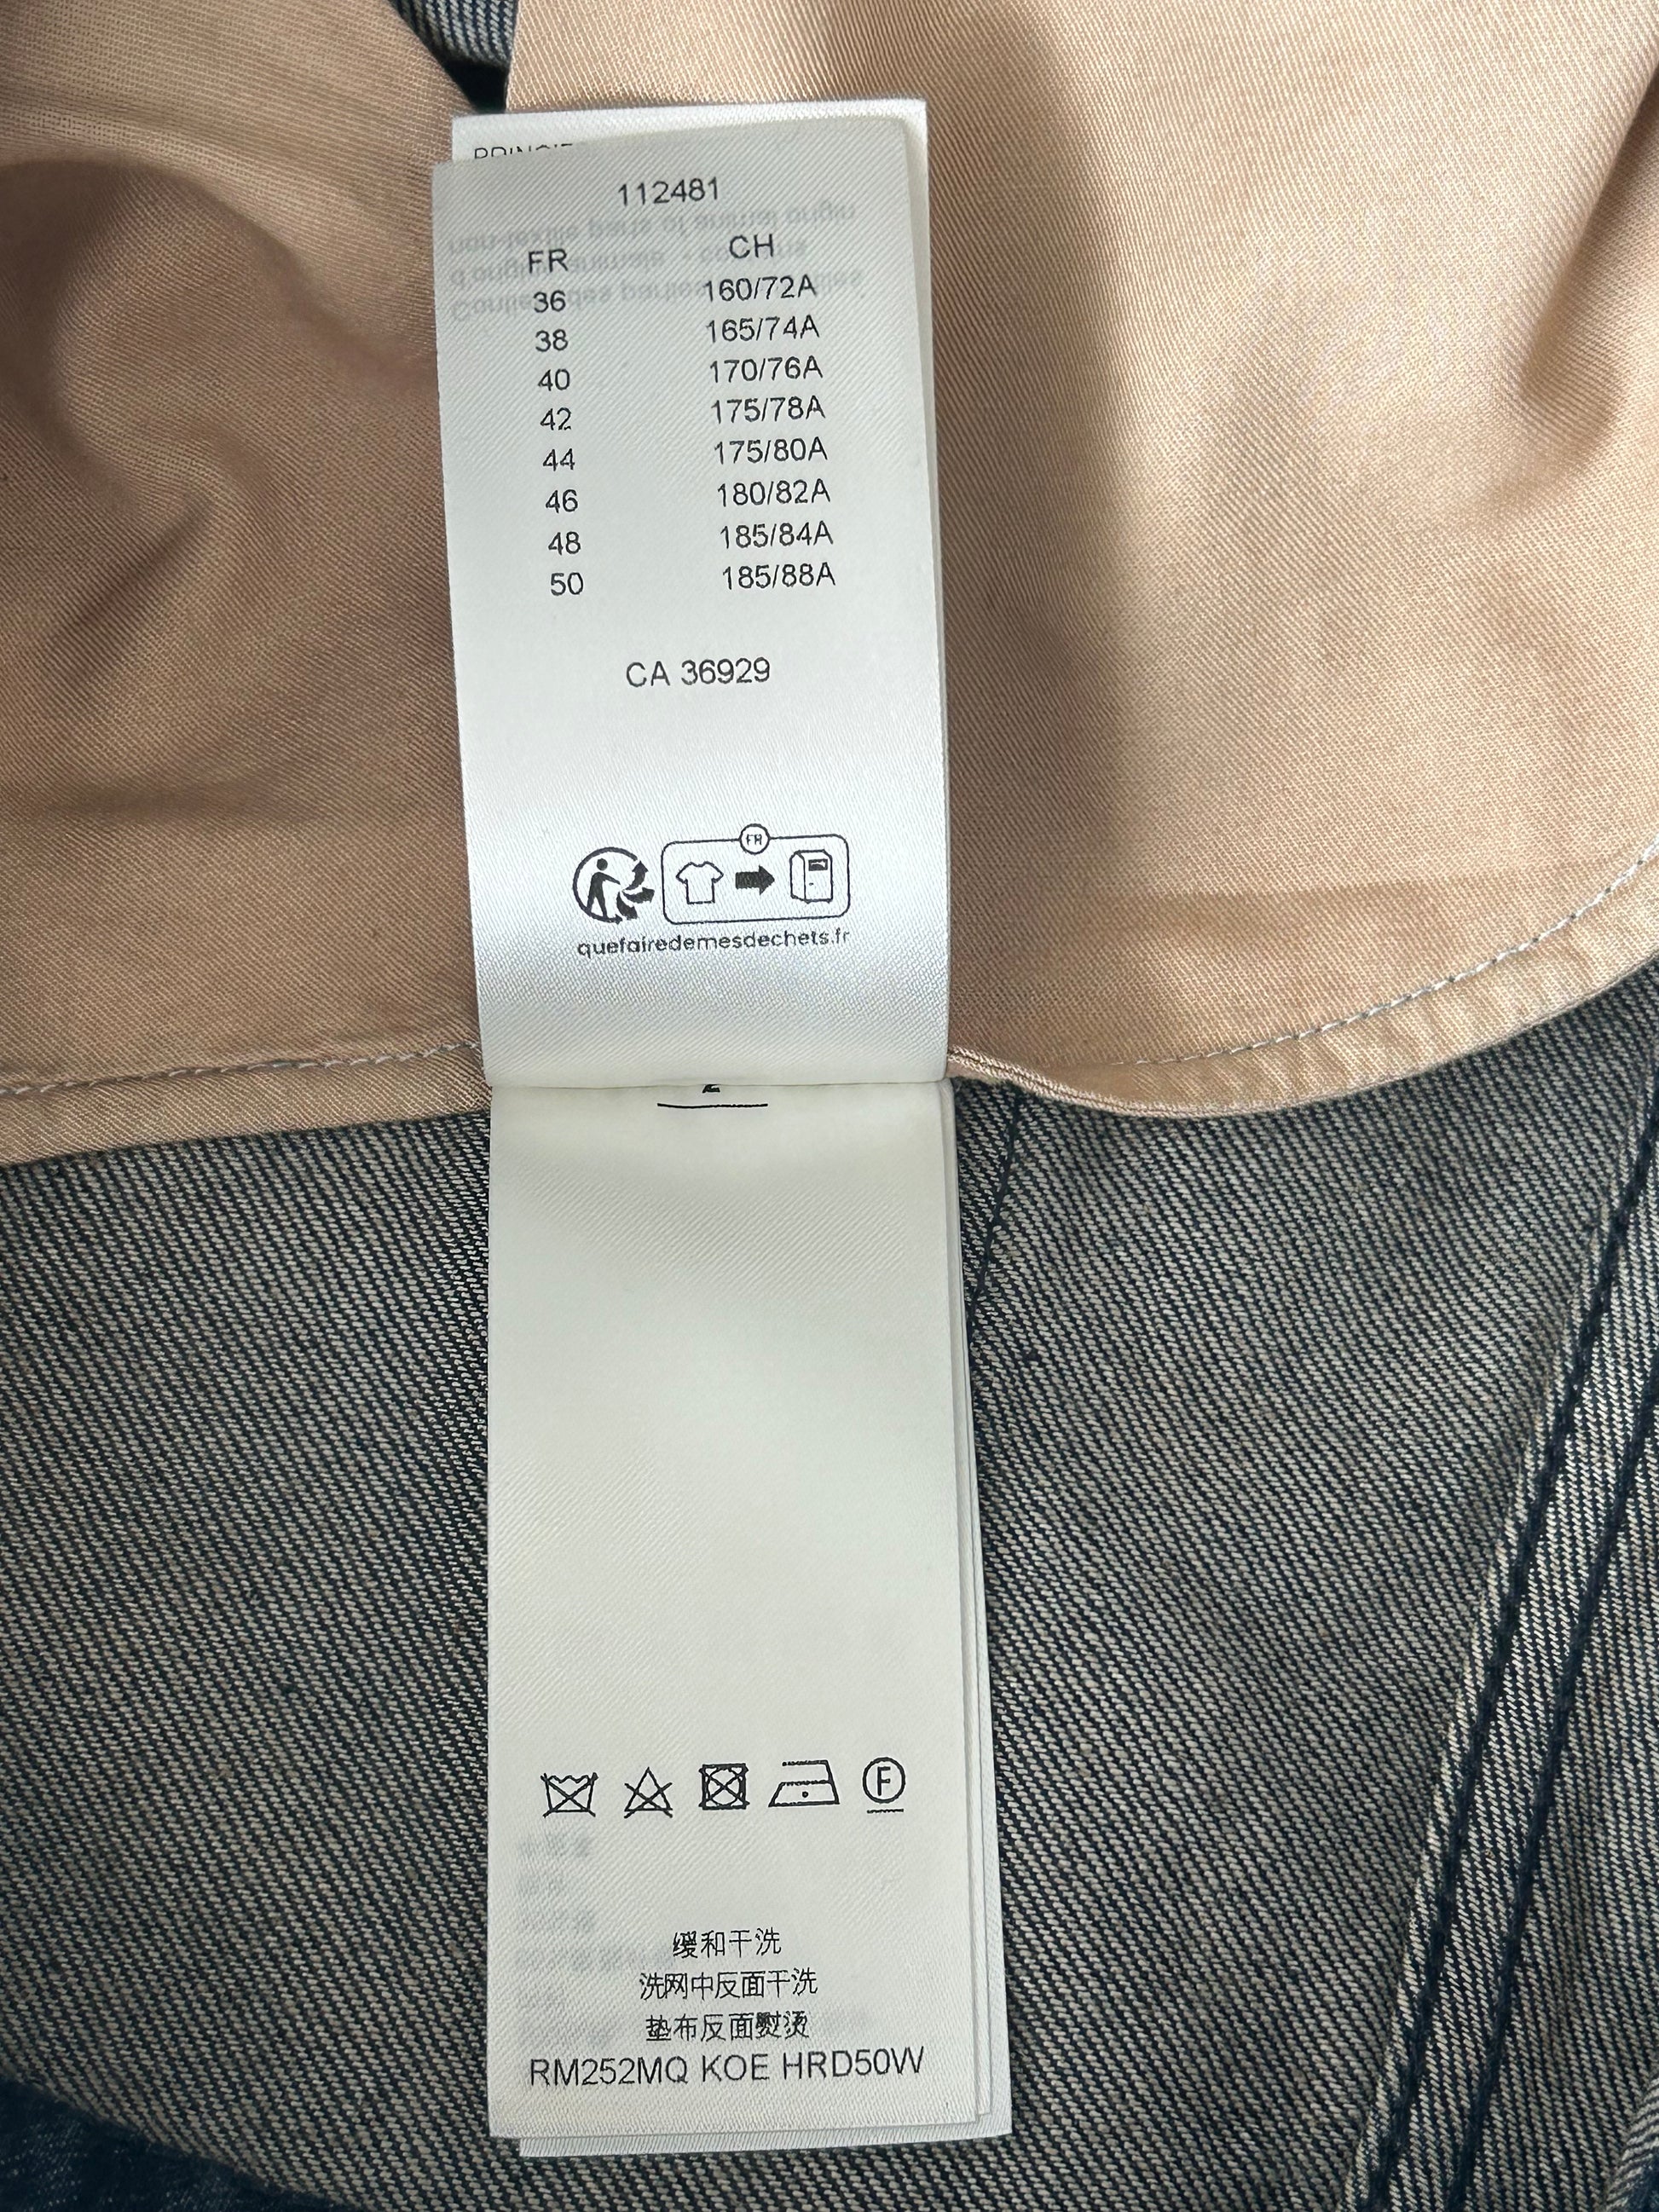 112481
FR CH
36 160/72A
38 165/74A
40 170/76A
42 175/78A
44 175/80A
46 180/82A
48 185/84A
50 185/88A
CA 36929
FR
quefairedemesdechets.fr
F
缓和干洗
洗网中反面干洗
垫布反面熨烫
RM252MQ KOE HRD50W